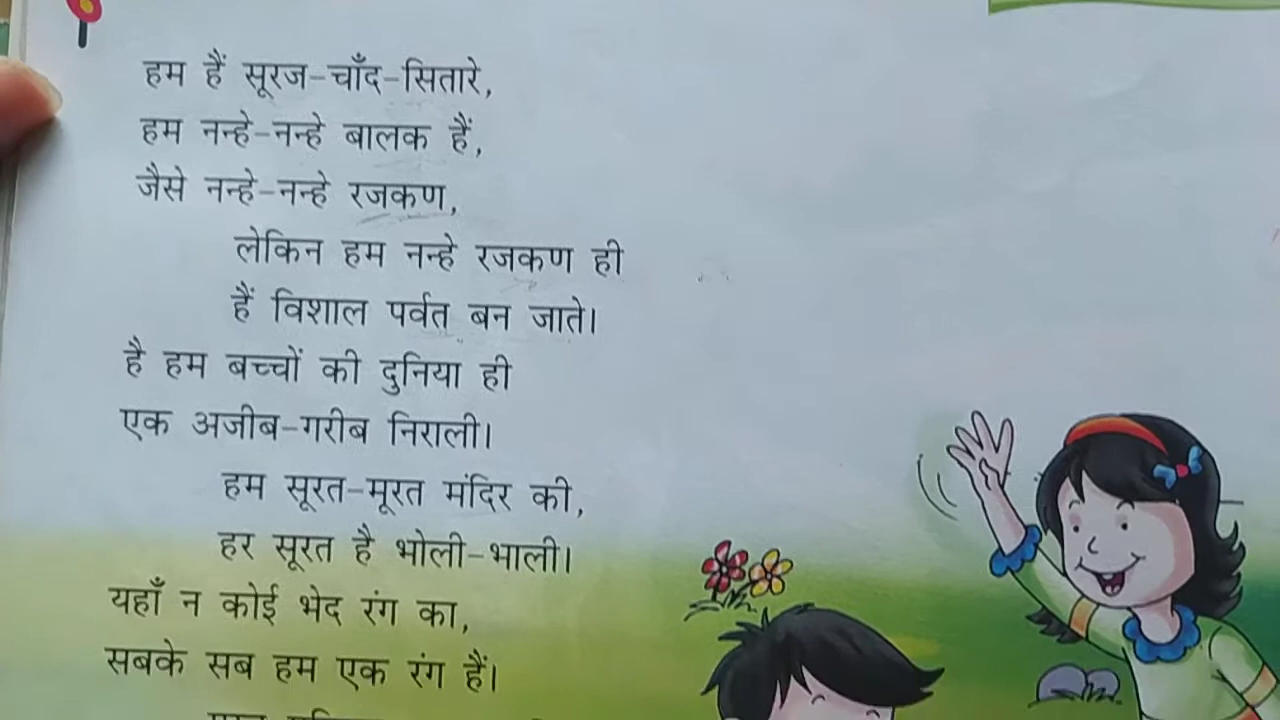 हम हैं सूरज-चाँद-सितारे,
हम नन्हे-नन्हे बालक हैं,
जैसे नन्हे-नन्हे रजकण,
लेकिन हम नन्हे रजकण ही
हैं विशाल पर्वत बन जाते।
है हम बच्चों की दुनिया ही
एक अजीब-गरीब निराली।
हम सूरत-मूरत मंदिर की,
हर सूरत है भोली-भाली।
यहाँ न कोई भेद रंग का,
सबके सब हम एक रंग हैं।